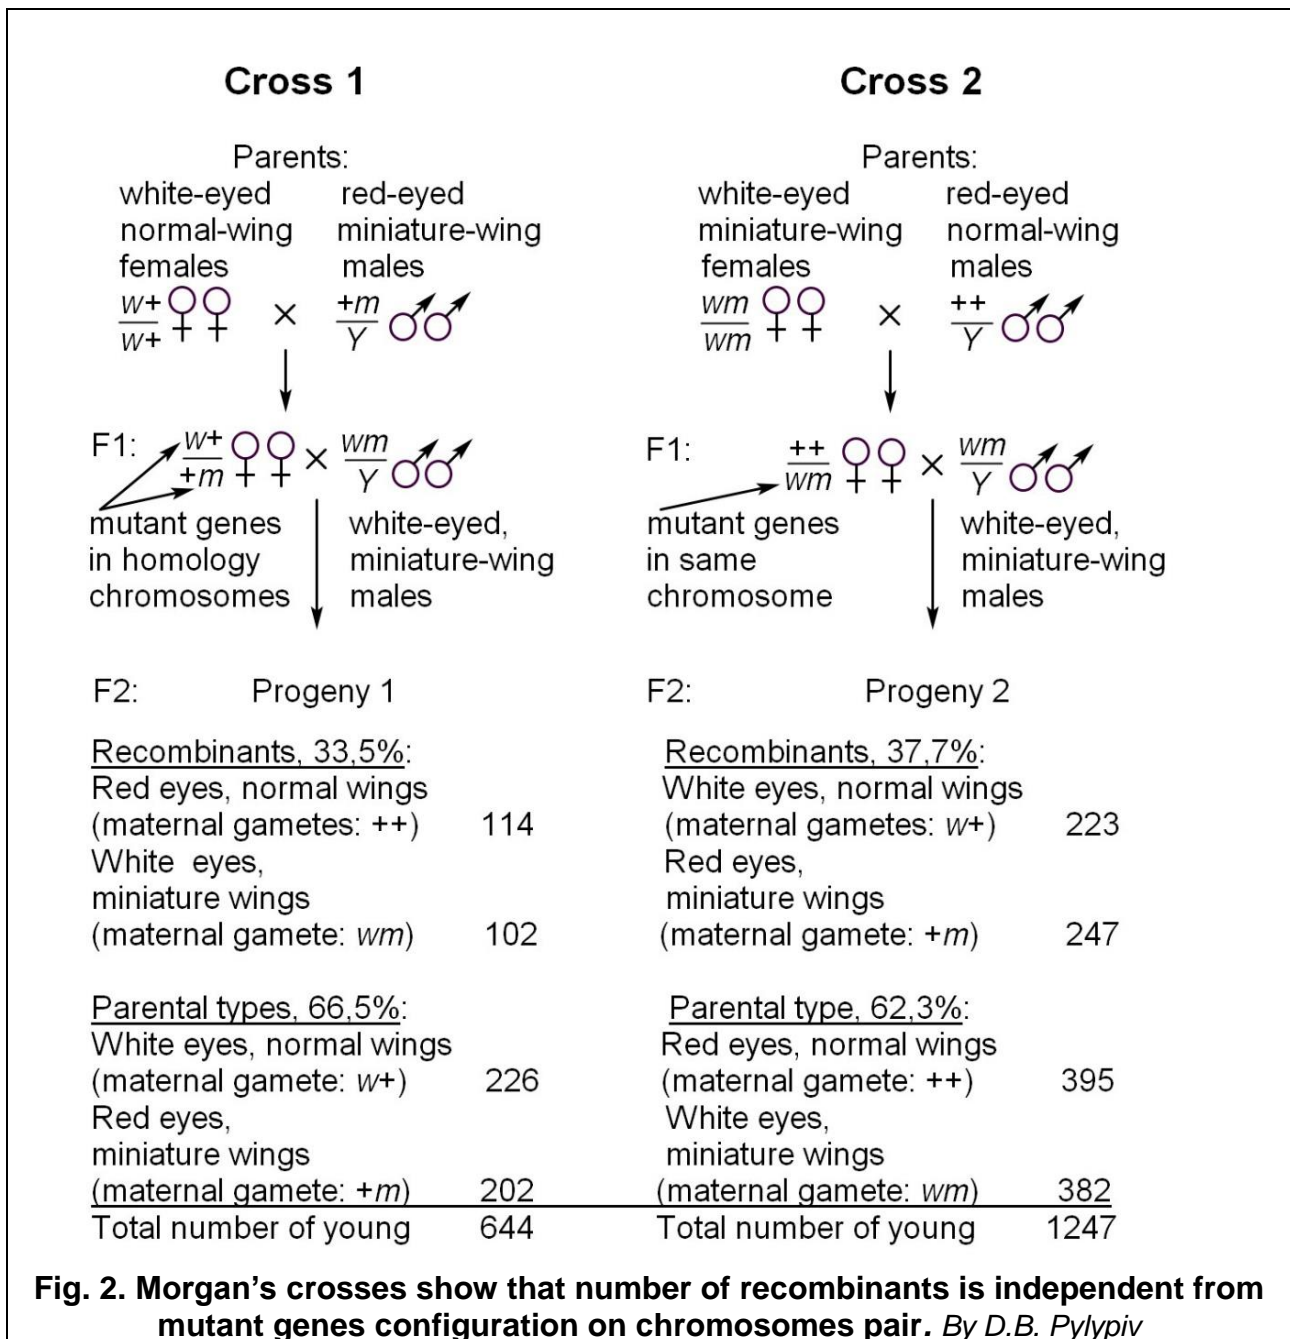 Cross 1
Parents:
white-eyed red-eyed
normal-wing miniature-wing
females males
w+ +m
w+ × Y
F1: w+ wm
+m × Y
mutant genes white-eyed,
in homology miniature-wing
chromosomes males
F2: Progeny 1
Recombinants, 33,5%:
Red eyes, normal wings
(maternal gametes: ++) 114
White eyes,
miniature wings
(maternal gamete: wm) 102
Parental types, 66,5%:
White eyes, normal wings
(maternal gamete: w+) 226
Red eyes,
miniature wings
(maternal gamete: +m) 202
Total number of young 644
Cross 2
Parents:
white-eyed red-eyed
miniature-wing normal-wing
females males
wm ++
wm × Y
F1: ++ wm
wm × Y
mutant genes white-eyed,
in same miniature-wing
chromosome males
F2: Progeny 2
Recombinants, 37,7%:
White eyes, normal wings
(maternal gametes: w+) 223
Red eyes,
miniature wings
(maternal gamete: +m) 247
Parental type, 62,3%:
Red eyes, normal wings
(maternal gamete: ++) 395
White eyes,
miniature wings
(maternal gamete: wm) 382
Total number of young 1247
Fig. 2. Morgan’s crosses show that number of recombinants is independent from
mutant genes configuration on chromosomes pair. By D.B. Pylypiv